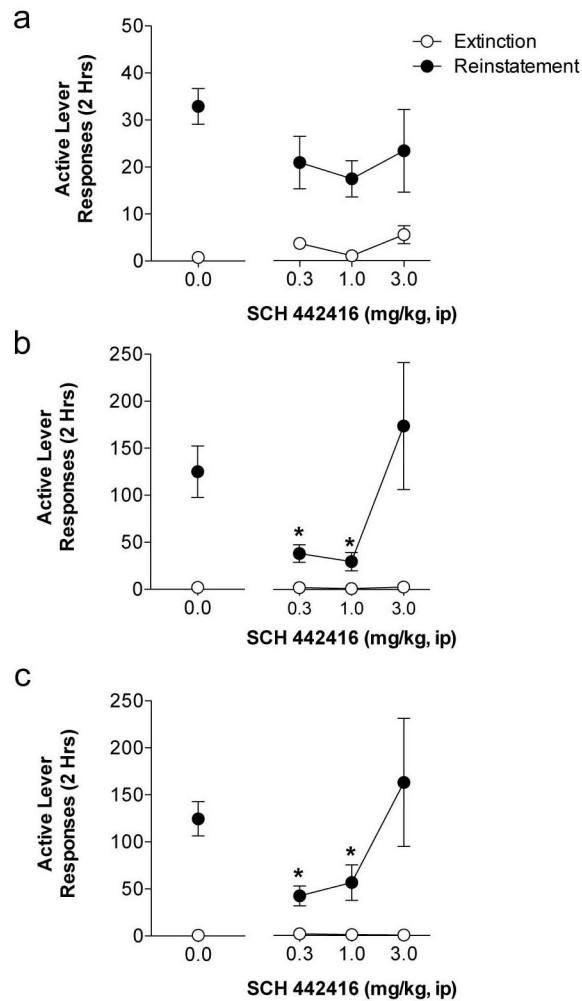 a
50
40
30
20
10
0
Active Lever
Responses (2 Hrs)
Extinction
Reinstatement
0.0 0.3 1.0 3.0
SCH 442416 (mg/kg, ip)
b
250
200
150
100
50
0
Active Lever
Responses (2 Hrs)
* *
0.0 0.3 1.0 3.0
SCH 442416 (mg/kg, ip)
c
250
200
150
100
50
0
Active Lever
Responses (2 Hrs)
* *
0.0 0.3 1.0 3.0
SCH 442416 (mg/kg, ip)